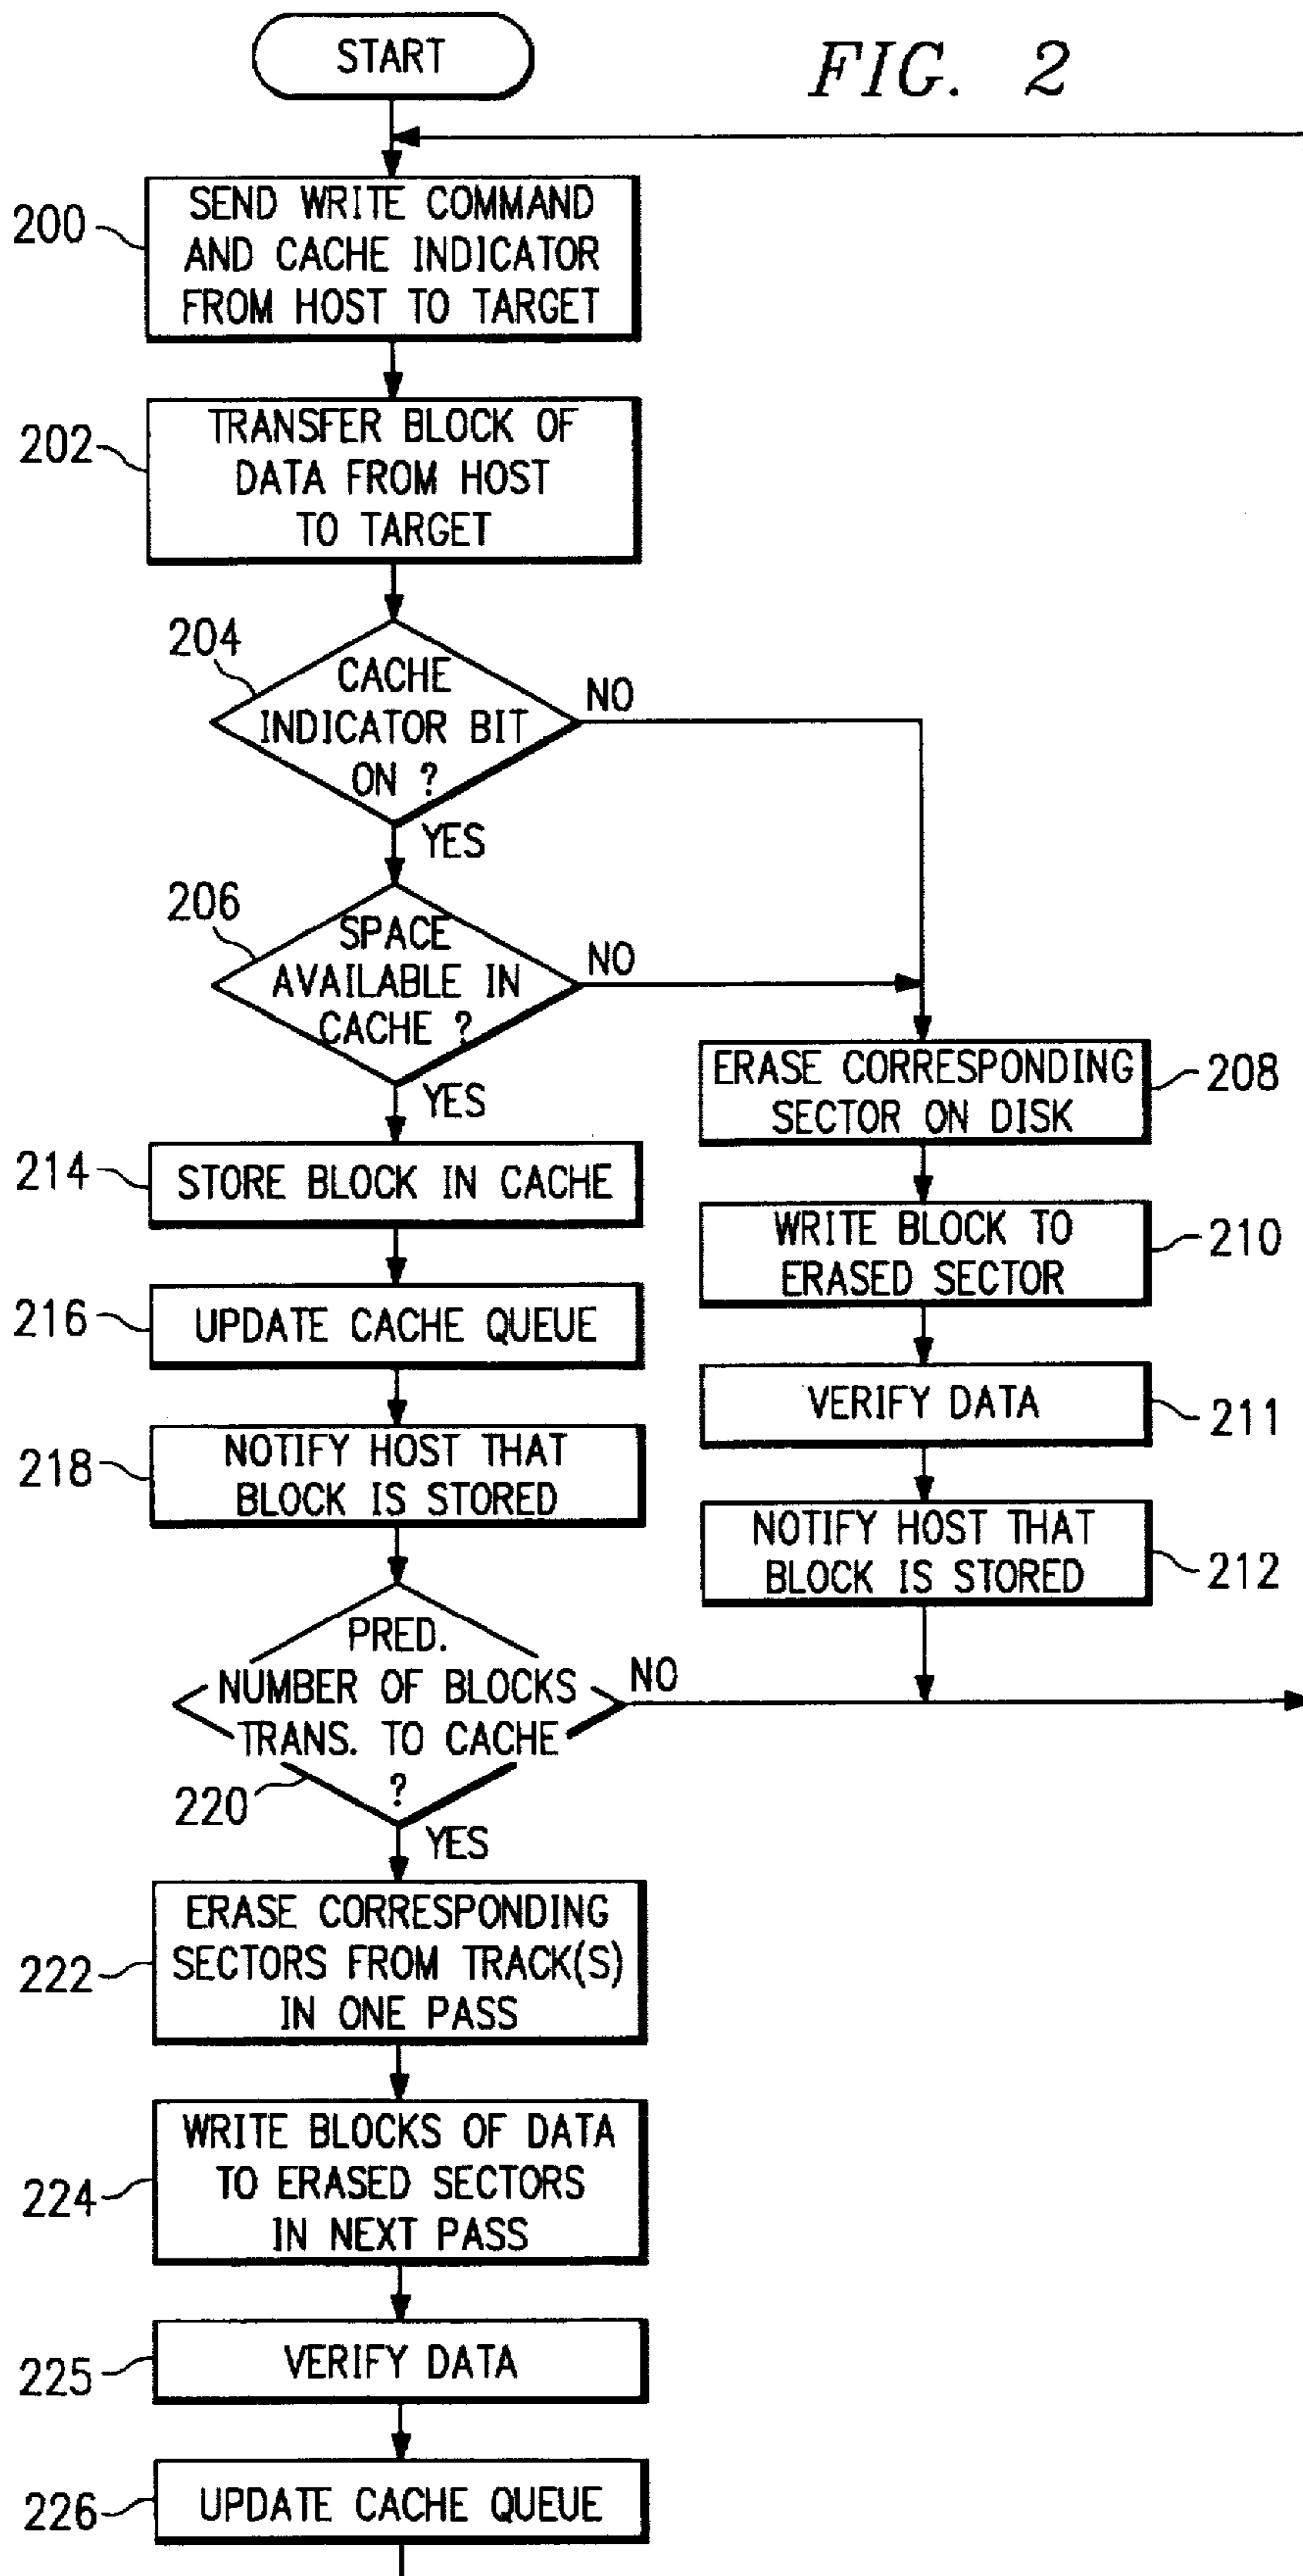 START
FIG. 2
200
SEND WRITE COMMAND
AND CACHE INDICATOR
FROM HOST TO TARGET
202
TRANSFER BLOCK OF
DATA FROM HOST
TO TARGET
204
CACHE
INDICATOR BIT
ON ?
NO
YES
206
SPACE
AVAILABLE IN
CACHE ?
NO
YES
ERASE CORRESPONDING
SECTOR ON DISK
208
214
STORE BLOCK IN CACHE
WRITE BLOCK TO
ERASED SECTOR
210
216
UPDATE CACHE QUEUE
VERIFY DATA
211
218
NOTIFY HOST THAT
BLOCK IS STORED
NOTIFY HOST THAT
BLOCK IS STORED
212
PRED.
NUMBER OF BLOCKS
TRANS. TO CACHE
?
NO
220
YES
222
ERASE CORRESPONDING
SECTORS FROM TRACK(S)
IN ONE PASS
224
WRITE BLOCKS OF DATA
TO ERASED SECTORS
IN NEXT PASS
225
VERIFY DATA
226
UPDATE CACHE QUEUE